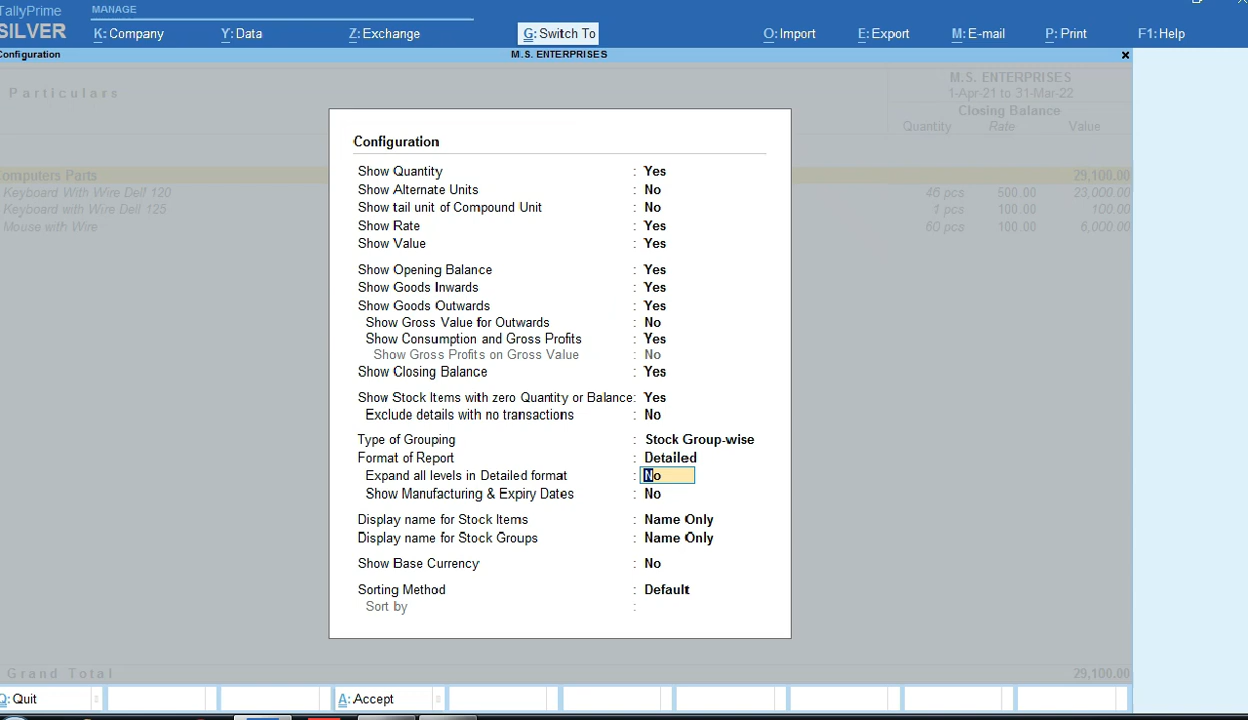 TallyPrime MANAGE
SILVER K: Company Y: Data Z: Exchange G: Switch To O: Import E: Export M: E-mail P: Print F1: Help
Configuration M.S. ENTERPRISES x
Particulars M.S. ENTERPRISES
1-Apr-21 to 31-Mar-22
Closing Balance
Quantity Rate Value
Computers Parts 29,100.00
Keyboard With Wire Dell 120 46 pcs 500.00 23,000.00
Keyboard with Wire Dell 125 1 pcs 100.00 100.00
Mouse with Wire 60 pcs 100.00 6,000.00
Configuration
Show Quantity : Yes
Show Alternate Units : No
Show tail unit of Compound Unit : No
Show Rate : Yes
Show Value : Yes
Show Opening Balance : Yes
Show Goods Inwards : Yes
Show Goods Outwards : Yes
Show Gross Value for Outwards : No
Show Consumption and Gross Profits : Yes
Show Gross Profits on Gross Value : No
Show Closing Balance : Yes
Show Stock Items with zero Quantity or Balance: Yes
Exclude details with no transactions : No
Type of Grouping : Stock Group-wise
Format of Report : Detailed
Expand all levels in Detailed format : No
Show Manufacturing & Expiry Dates : No
Display name for Stock Items : Name Only
Display name for Stock Groups : Name Only
Show Base Currency : No
Sorting Method : Default
Sort by :
Grand Total 29,100.00
Q: Quit A: Accept